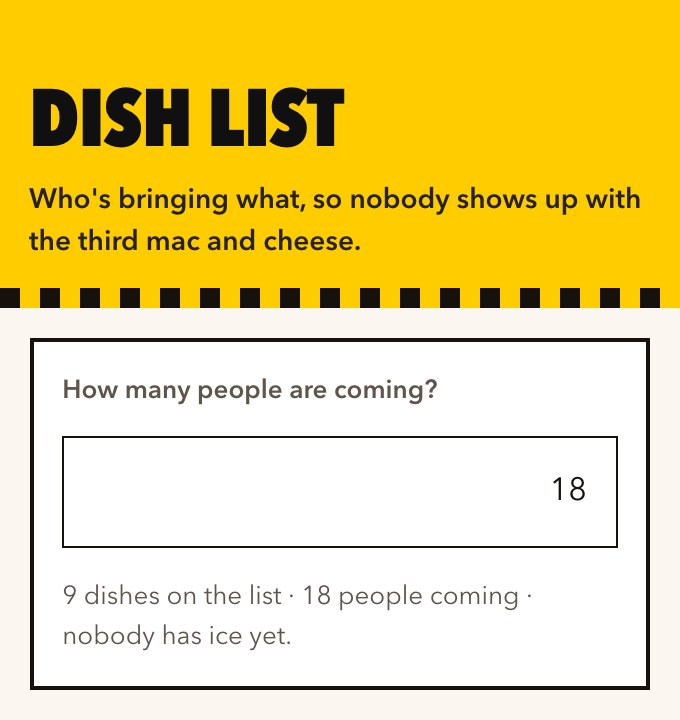 DISH LIST
Who's bringing what, so nobody shows up with
the third mac and cheese.
How many people are coming?
18
9 dishes on the list · 18 people coming ·
nobody has ice yet.